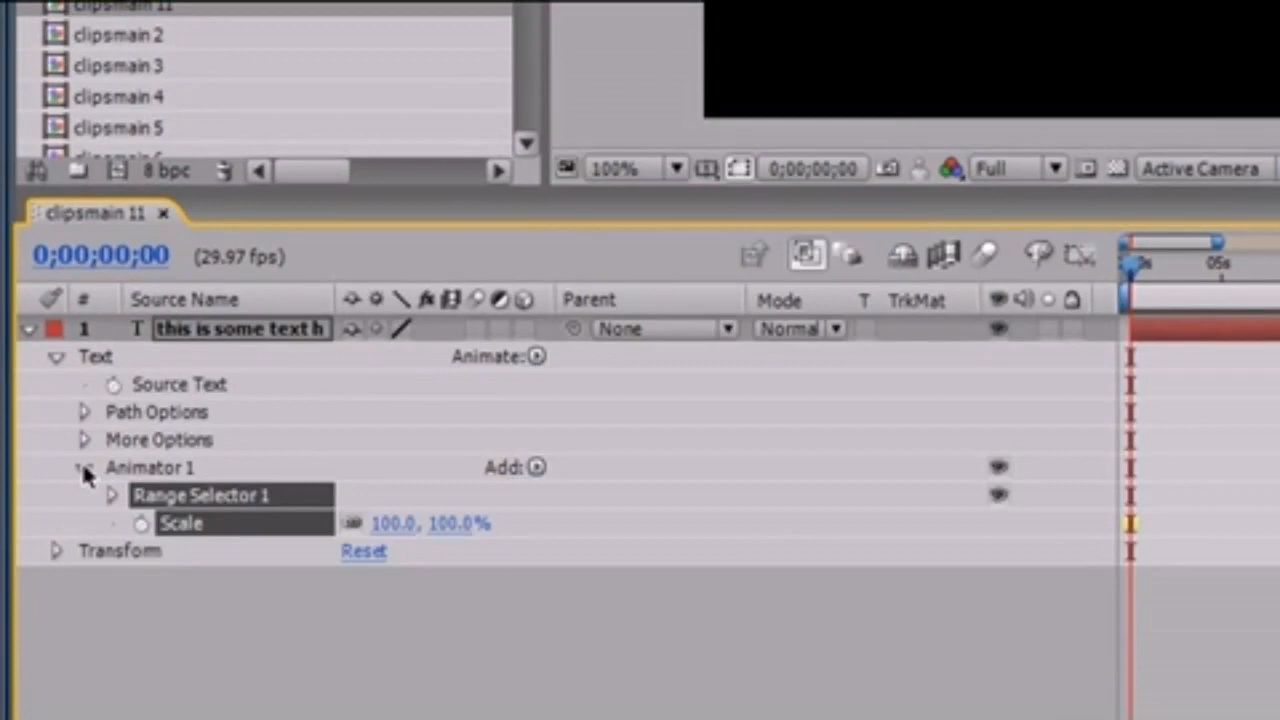 clipsmain 11
clipsmain 2
clipsmain 3
clipsmain 4
clipsmain 5
8 bpc
100% 0;00;00;00 Full Active Camera
clipsmain 11 ×
0;00;00;00 (29.97 fps)
05s
# Source Name Parent Mode T TrkMat
1 T this is some text h None Normal
Text Animate:
Source Text
Path Options
More Options
Animator 1 Add:
Range Selector 1
Scale 100.0, 100.0%
Transform Reset